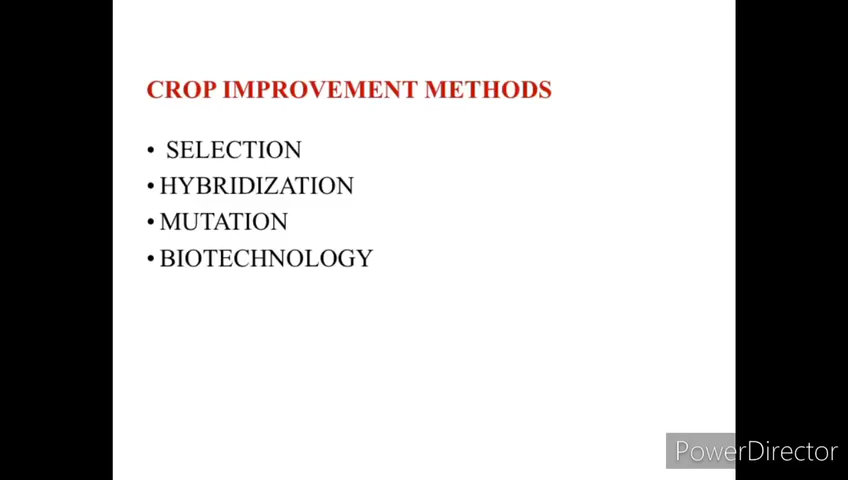 CROP IMPROVEMENT METHODS
• SELECTION
• HYBRIDIZATION
• MUTATION
• BIOTECHNOLOGY
PowerDirector